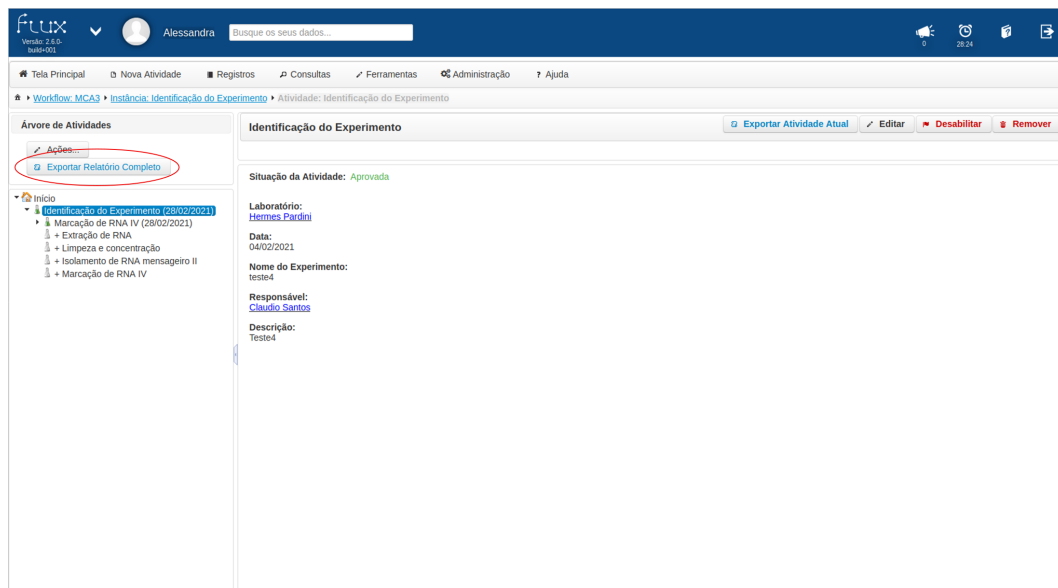 flux
Versão: 2.6.0-
build+001
Alessandra
Busque os seus dados...
0
28:24
Tela Principal
Nova Atividade
Registros
Consultas
Ferramentas
Administração
? Ajuda
Workflow: MCA3
Instância: Identificação do Experimento
Atividade: Identificação do Experimento
Árvore de Atividades
Identificação do Experimento
Exportar Atividade Atual
Editar
Desabilitar
Remover
Ações...
Exportar Relatório Completo
Início
Identificação do Experimento (28/02/2021)
Marcação de RNA IV (28/02/2021)
+ Extração de RNA
+ Limpeza e concentração
+ Isolamento de RNA mensageiro II
+ Marcação de RNA IV
Situação da Atividade: Aprovada
Laboratório:
Hermes Pardini
Data:
04/02/2021
Nome do Experimento:
teste4
Responsável:
Claudio Santos
Descrição:
Teste4